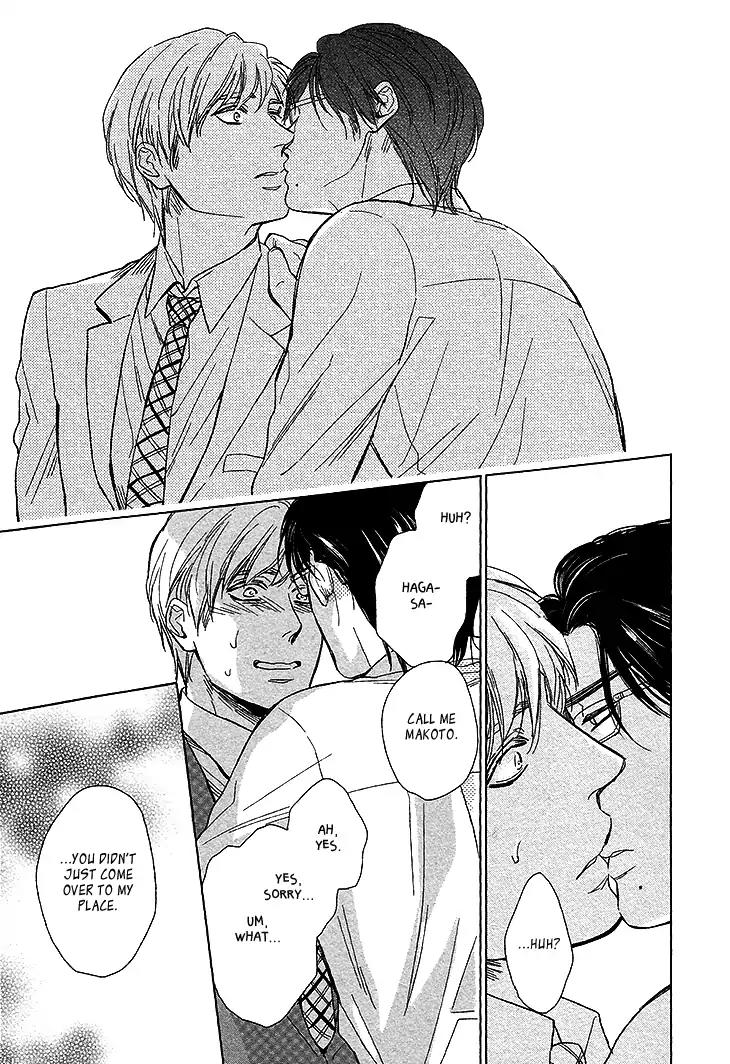 ...HUH?
HUH?
HAGA-
SA-
CALL ME
MAKOTO.
AH,
YES.
YES,
SORRY...
UM,
WHAT...
...YOU DIDN'T
JUST COME
OVER TO MY
PLACE.